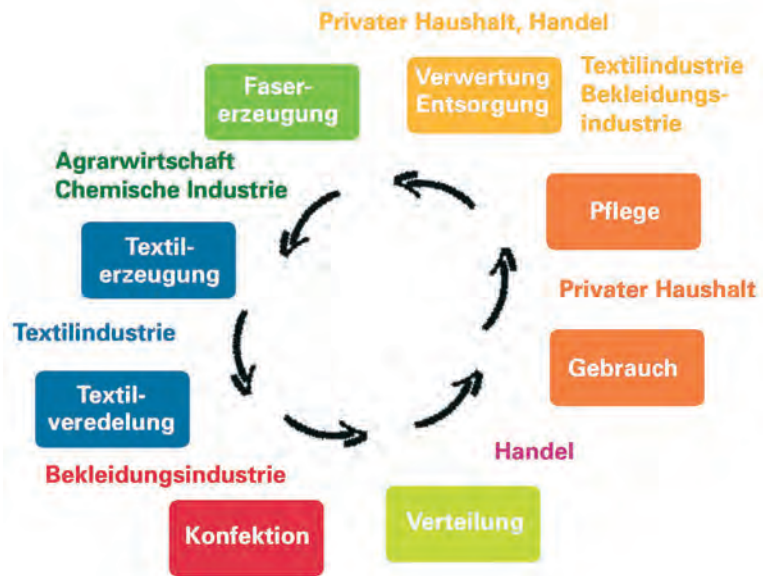 Privater Haushalt, Handel
Faser-
erzeugung
Verwertung
Entsorgung
Textilindustrie
Bekleidungs-
industrie
Agrarwirtschaft
Chemische Industrie
Pflege
Textil-
erzeugung
Privater Haushalt
Textilindustrie
Gebrauch
Textil-
veredelung
Handel
Bekleidungsindustrie
Konfektion
Verteilung